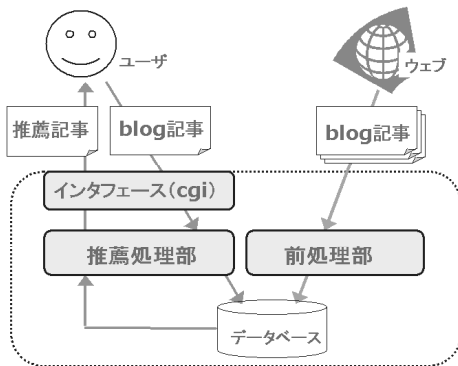 ユーザ
ウェブ
推薦記事
blog記事
blog記事
インタフェース(cgi)
推薦処理部
前処理部
データベース